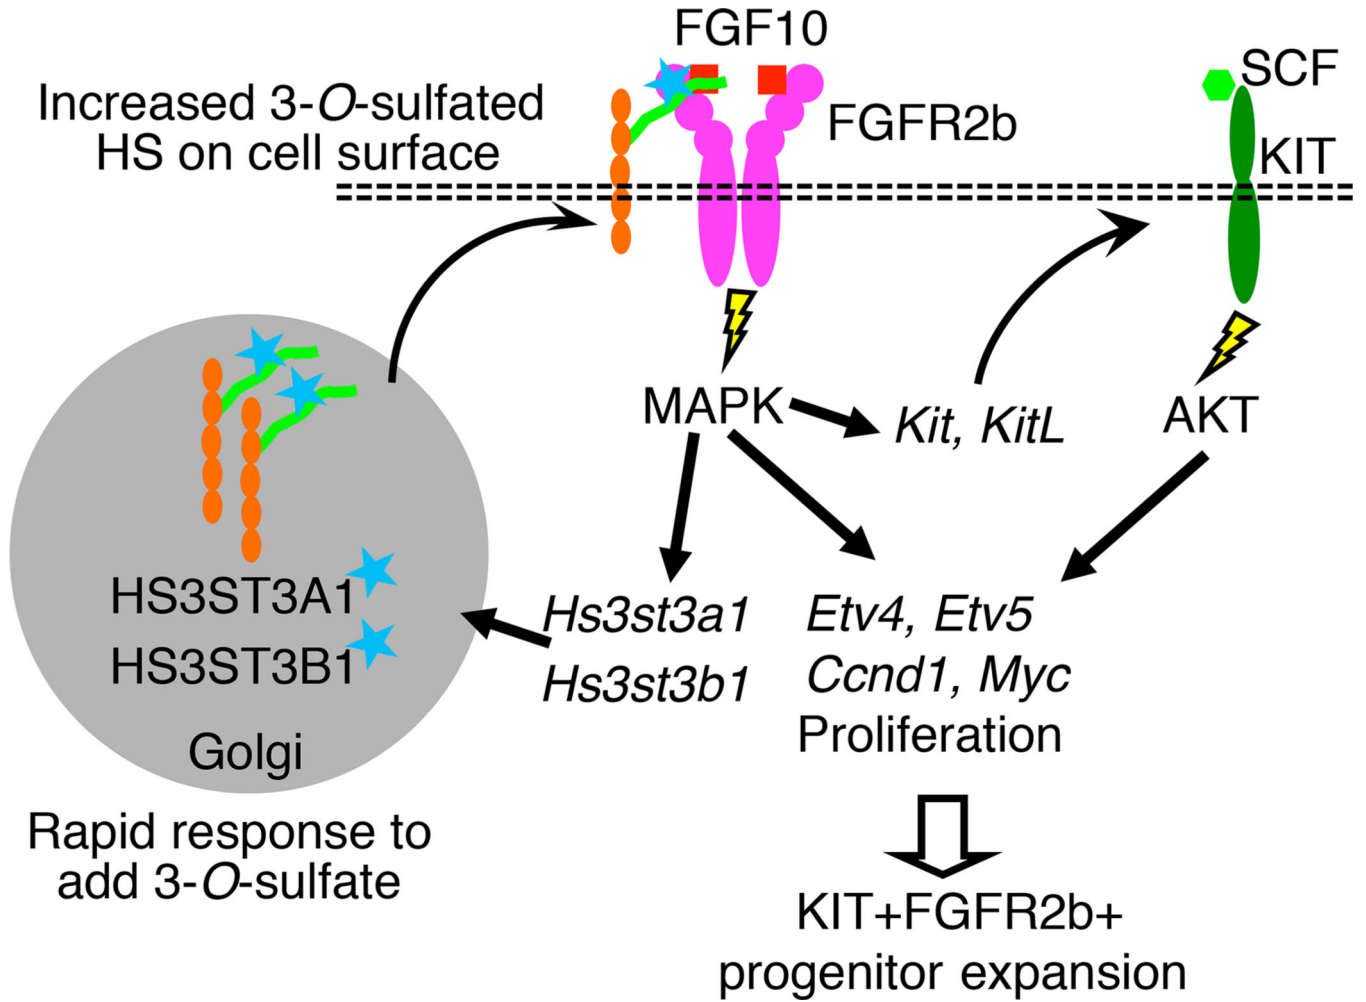 FGF10
SCF
Increased 3-O-sulfated
HS on cell surface
FGFR2b
KIT
MAPK
Kit, KitL
AKT
HS3ST3A1
HS3ST3B1
Golgi
Hs3st3a1
Hs3st3b1
Etv4, Etv5
Ccnd1, Myc
Proliferation
Rapid response to
add 3-O-sulfate
KIT+FGFR2b+
progenitor expansion